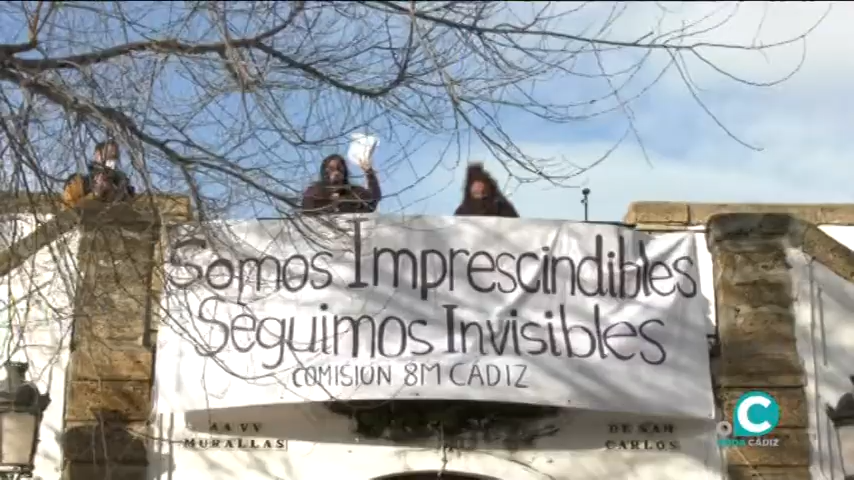 Somos Imprescindibles
Seguimos Invisibles
COMISIÓN 8M CÁDIZ
AA VV
MURALLAS
DE SAN
CARLOS
CÁDIZ